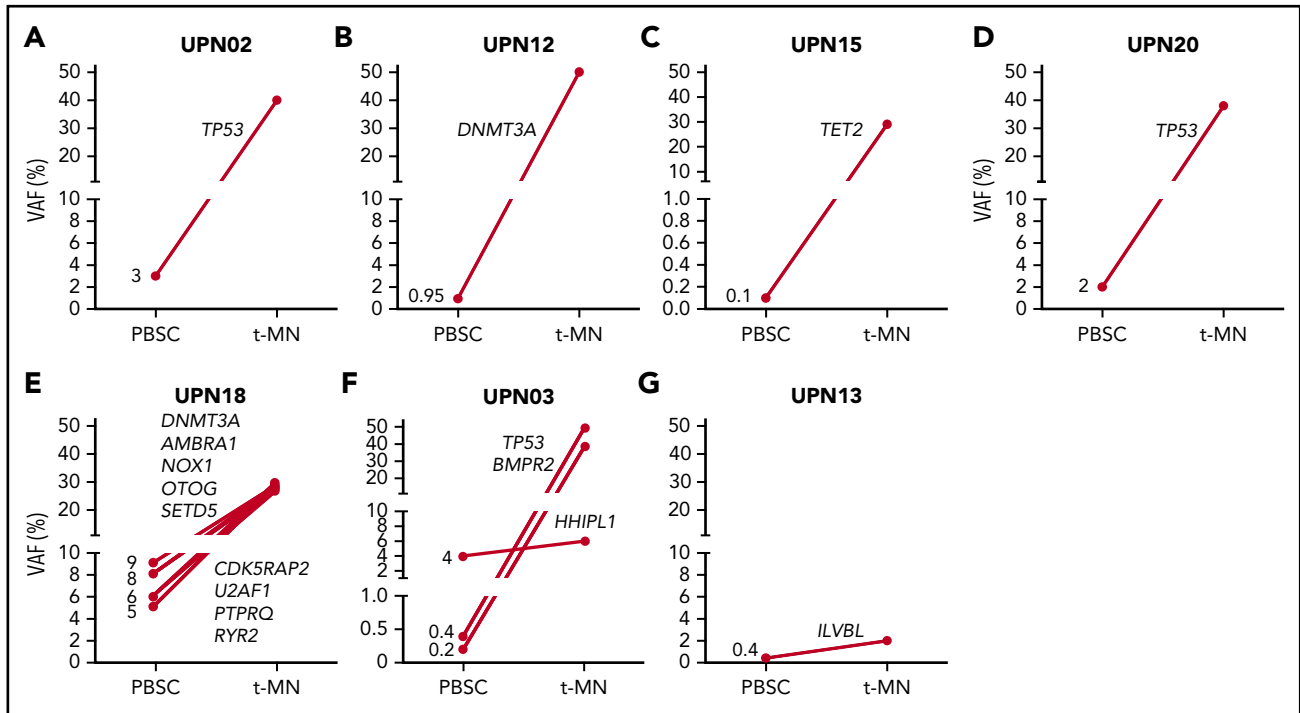 A
UPN02
VAF (%)
50
40
30
20
10
8
6
4
2
0
TP53
3
PBSC
t-MN
B
UPN12
50
40
30
20
10
8
6
4
2
0
DNMT3A
0.95
PBSC
t-MN
C
UPN15
50
40
30
20
10
1.0
0.8
0.6
0.4
0.2
0.0
TET2
0.1
PBSC
t-MN
D
UPN20
VAF (%)
50
40
30
20
10
8
6
4
2
0
TP53
2
PBSC
t-MN
E
UPN18
VAF (%)
50
40
30
20
10
8
6
4
2
0
DNMT3A
AMBRA1
NOX1
OTOG
SETD5
9
8
6
5
CDK5RAP2
U2AF1
PTPRQ
RYR2
PBSC
t-MN
F
UPN03
50
40
30
20
10
10
8
6
4
2
1.0
0.5
0
TP53
BMPR2
HHIPL1
4
0.4
0.2
PBSC
t-MN
G
UPN13
50
40
30
20
10
8
6
4
2
0
ILVBL
0.4
PBSC
t-MN